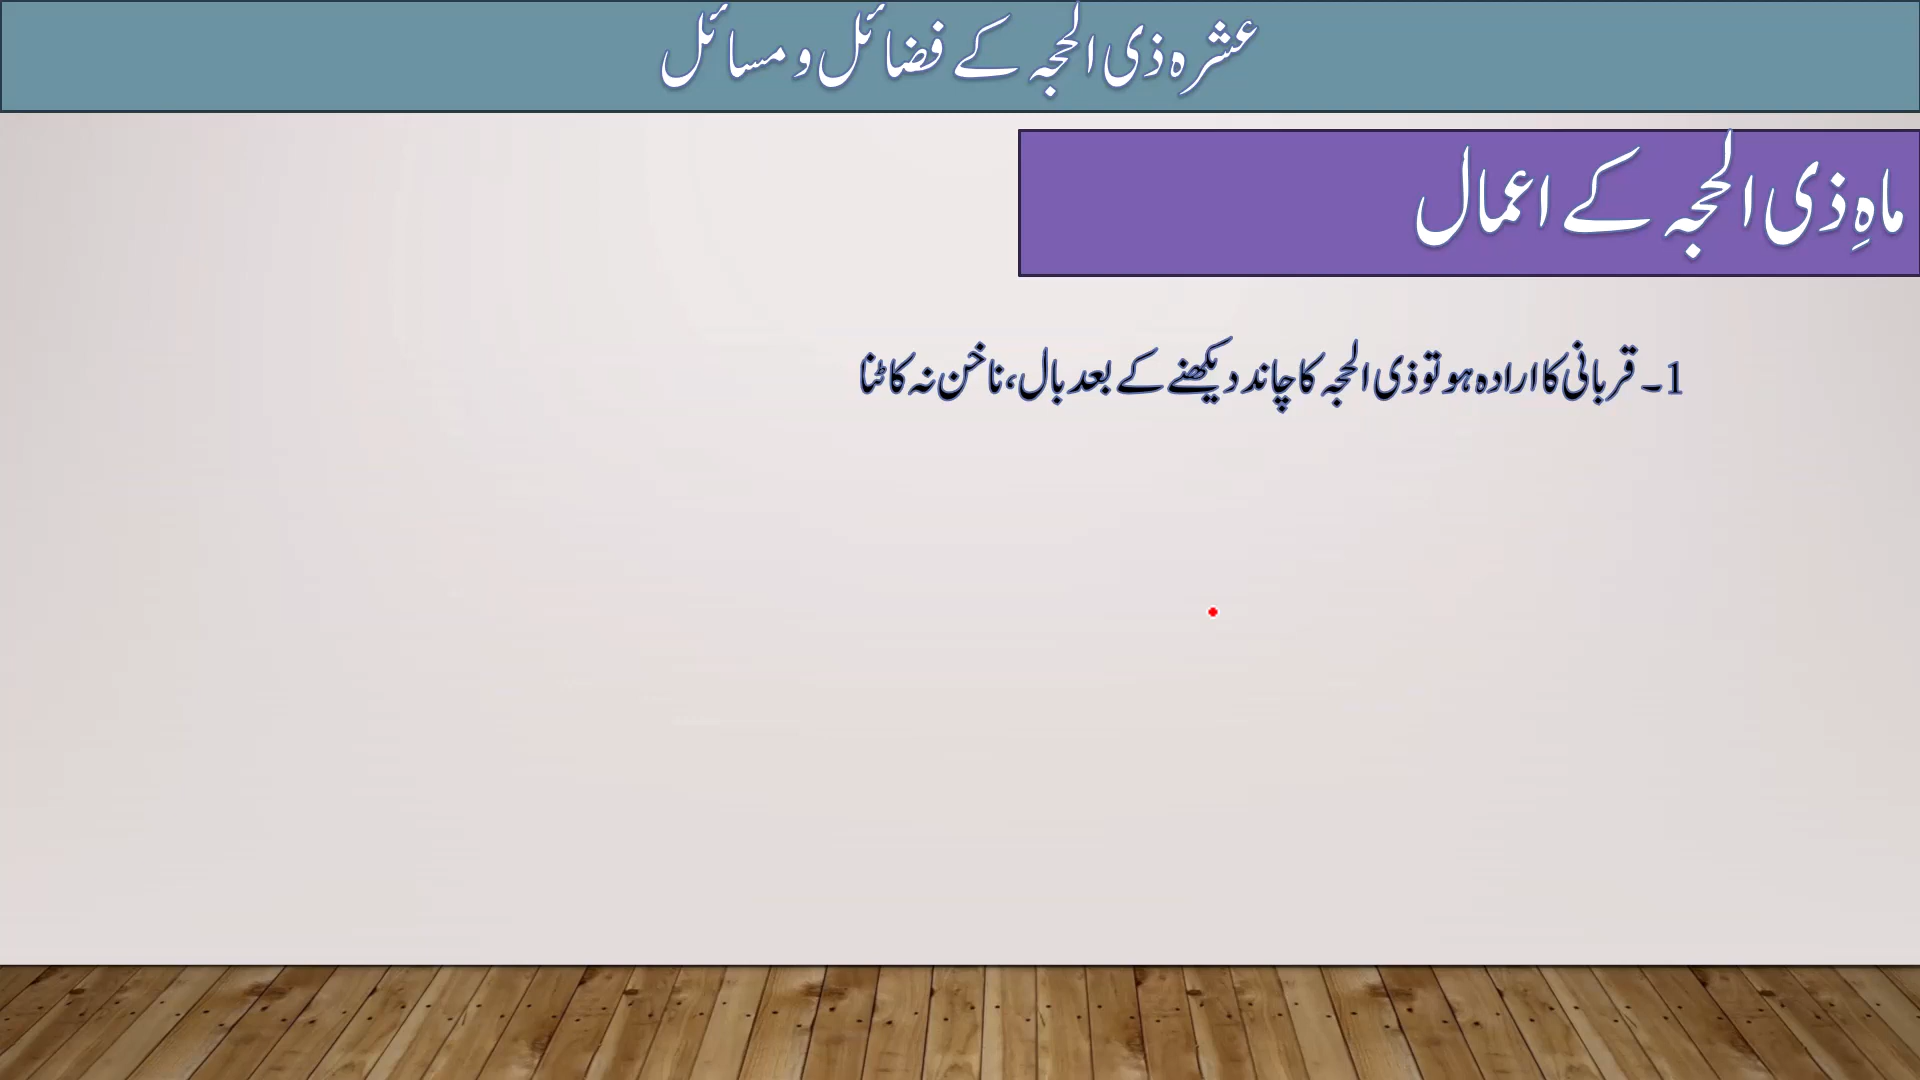 عشرہ ذی الحجہ کے فضائل و مسائل
ماہِ ذی الحجہ کے اعمال
1۔ قربانی کا ارادہ ہو تو ذی الحجہ کا چاند دیکھنے کے بعد بال، ناخن نہ کاٹنا